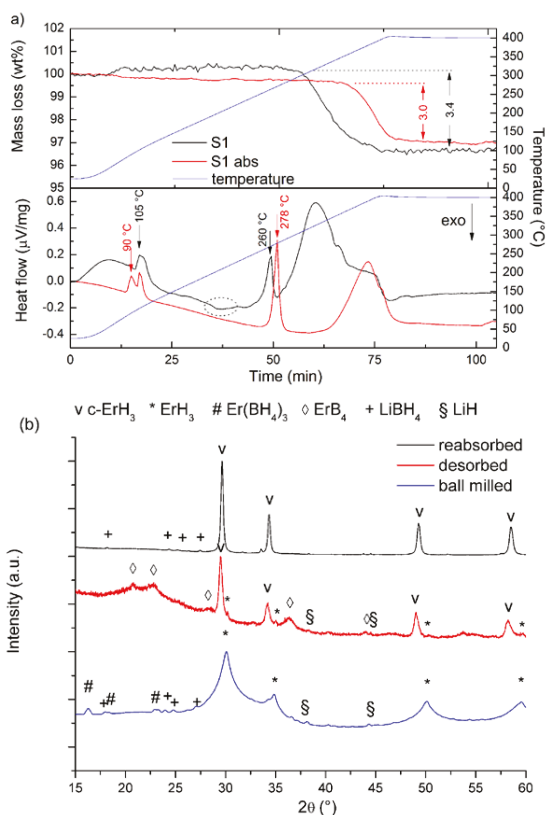 a)
102
101
100
99
98
97
96
95
Mass loss (wt%)
S1
S1 abs
temperature
3.0
3.4
400
350
300
250
200
150
100
50
0
Temperature (°C)
0.6
0.4
0.2
-0.2
-0.4
Heat flow (μV/mg)
90 °C
105 °C
260 °C
278 °C
exo
400
350
300
250
200
150
100
50
0
0 25 50 75 100
Time (min)
v c-ErH₃ * ErH₃ # Er(BH₄)₃ ◊ ErB₄ + LiBH₄ § LiH
(b)
reabsorbed
desorbed
ball milled
v v v v
+ + + +
◊ ◊ ◊ * v * ◊ § ◊§ v * v *
# + # # + + + * * § § * *
Intensity (a.u.)
15 20 25 30 35 40 45 50 55 60
2θ (°)